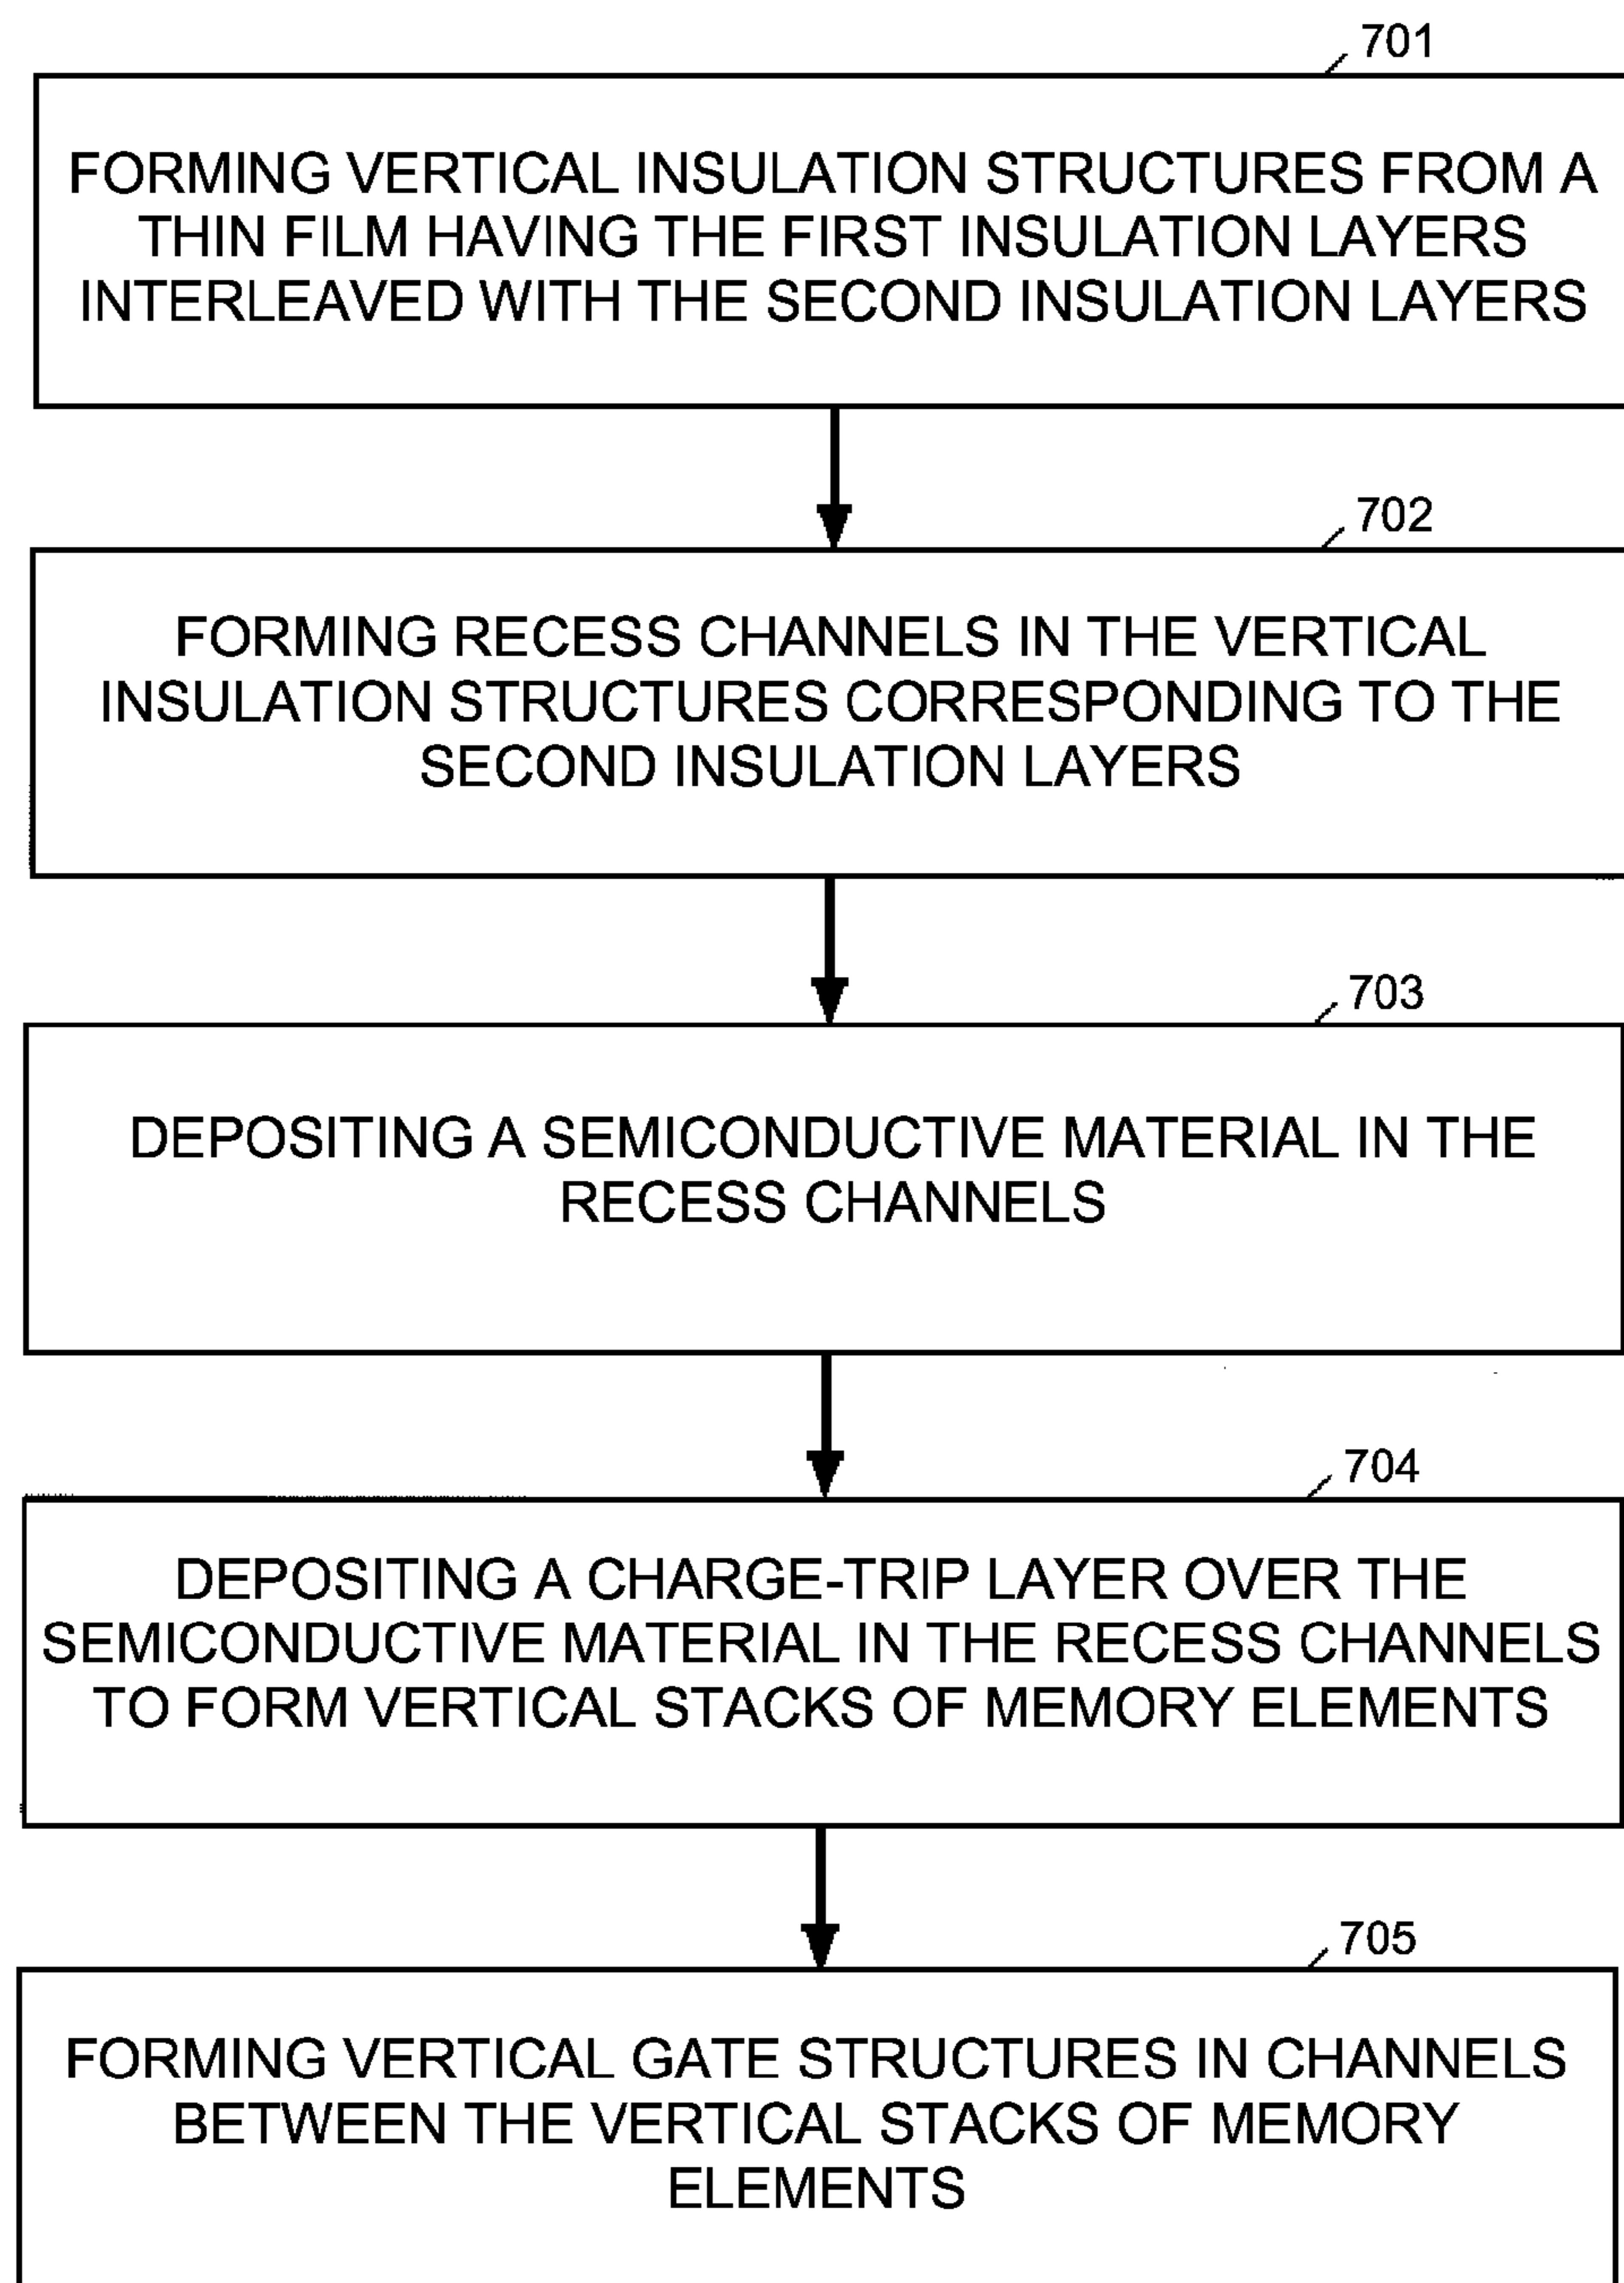 701
FORMING VERTICAL INSULATION STRUCTURES FROM A
THIN FILM HAVING THE FIRST INSULATION LAYERS
INTERLEAVED WITH THE SECOND INSULATION LAYERS
702
FORMING RECESS CHANNELS IN THE VERTICAL
INSULATION STRUCTURES CORRESPONDING TO THE
SECOND INSULATION LAYERS
703
DEPOSITING A SEMICONDUCTIVE MATERIAL IN THE
RECESS CHANNELS
704
DEPOSITING A CHARGE-TRIP LAYER OVER THE
SEMICONDUCTIVE MATERIAL IN THE RECESS CHANNELS
TO FORM VERTICAL STACKS OF MEMORY ELEMENTS
705
FORMING VERTICAL GATE STRUCTURES IN CHANNELS
BETWEEN THE VERTICAL STACKS OF MEMORY
ELEMENTS